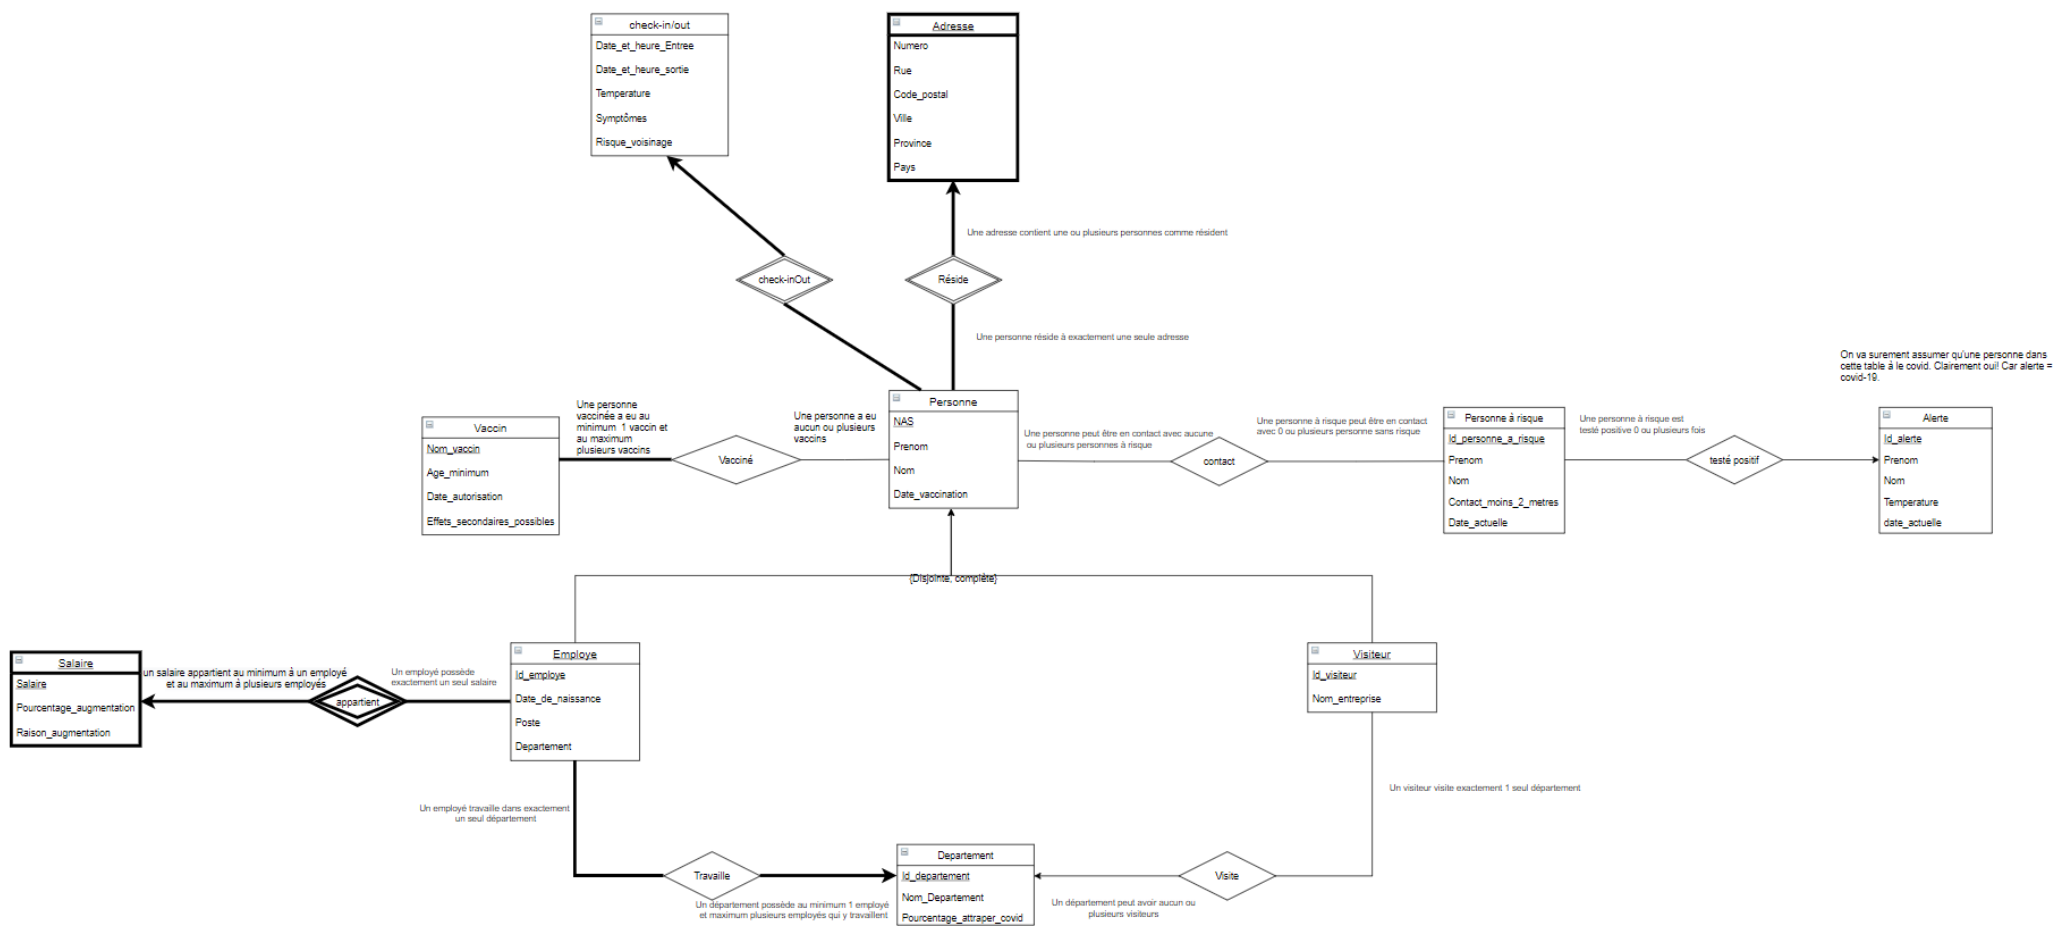 check-in/out
Date_et_heure_Entree
Date_et_heure_sortie
Temperature
Symptômes
Risque_voisinage
Adresse
Numero
Rue
Code_postal
Ville
Province
Pays
Une adresse contient une ou plusieurs personnes comme résident
check-inOut
Réside
Une personne réside à exactement une seule adresse
On va surement assumer qu'une personne dans
cette table à le covid. Clairement oui! Car alerte =
covid-19.
Vaccin
Nom_vaccin
Age_minimum
Date_autorisation
Effets_secondaires_possibles
Une personne
vaccinée a eu au
minimum 1 vaccin et
au maximum
plusieurs vaccins
Vacciné
Une personne a eu
aucun ou plusieurs
vaccins
Personne
NAS
Prenom
Nom
Date_vaccination
Une personne peut être en contact avec aucune
ou plusieurs personnes à risque
contact
Une personne à risque peut être en contact
avec 0 ou plusieurs personne sans risque
Personne à risque
Id_personne_a_risque
Prenom
Nom
Contact_moins_2_metres
Date_actuelle
Une personne à risque est
testé positive 0 ou plusieurs fois
testé positif
Alerte
Id_alerte
Prenom
Nom
Temperature
date_actuelle
{Disjointe, complète}
Salaire
Salaire
Pourcentage_augmentation
Raison_augmentation
un salaire appartient au minimum à un employé
et au maximum à plusieurs employés
appartient
Un employé possède
exactement un seul salaire
Employe
Id_employe
Date_de_naissance
Poste
Departement
Visiteur
Id_visiteur
Nom_entreprise
Un employé travaille dans exactement
un seul département
Un visiteur visite exactement 1 seul département
Travaille
Un département possède au minimum 1 employé
et maximum plusieurs employés qui y travaillent
Departement
Id_departement
Nom_Departement
Pourcentage_attraper_covid
Visite
Un département peut avoir aucun ou
plusieurs visiteurs